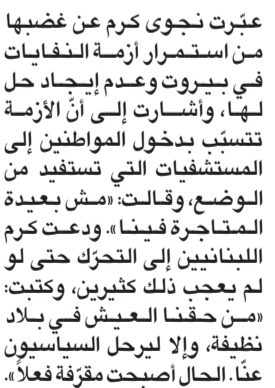 عبّرت نجوى كرم عن غضبها
من استمرار أزمة النفايات
في بيروت وعدم إيجاد حل
لها، وأشارت إلى أنّ الأزمة
تتسبّب بدخول المواطنين إلى
المستشفيات التي تستفيد من
الوضع، وقالت: «مش بعيدة
المتاجرة فينا». ودعت كرم
اللبنانيين إلى التحرّك حتى لو
لم يعجب ذلك كثيرين، وكتبت:
«من حقنا العيش في بلاد
نظيفة، وإلا ليرحل السياسيون
عنّا. الحال أصبحت مقرّفة فعلاً».